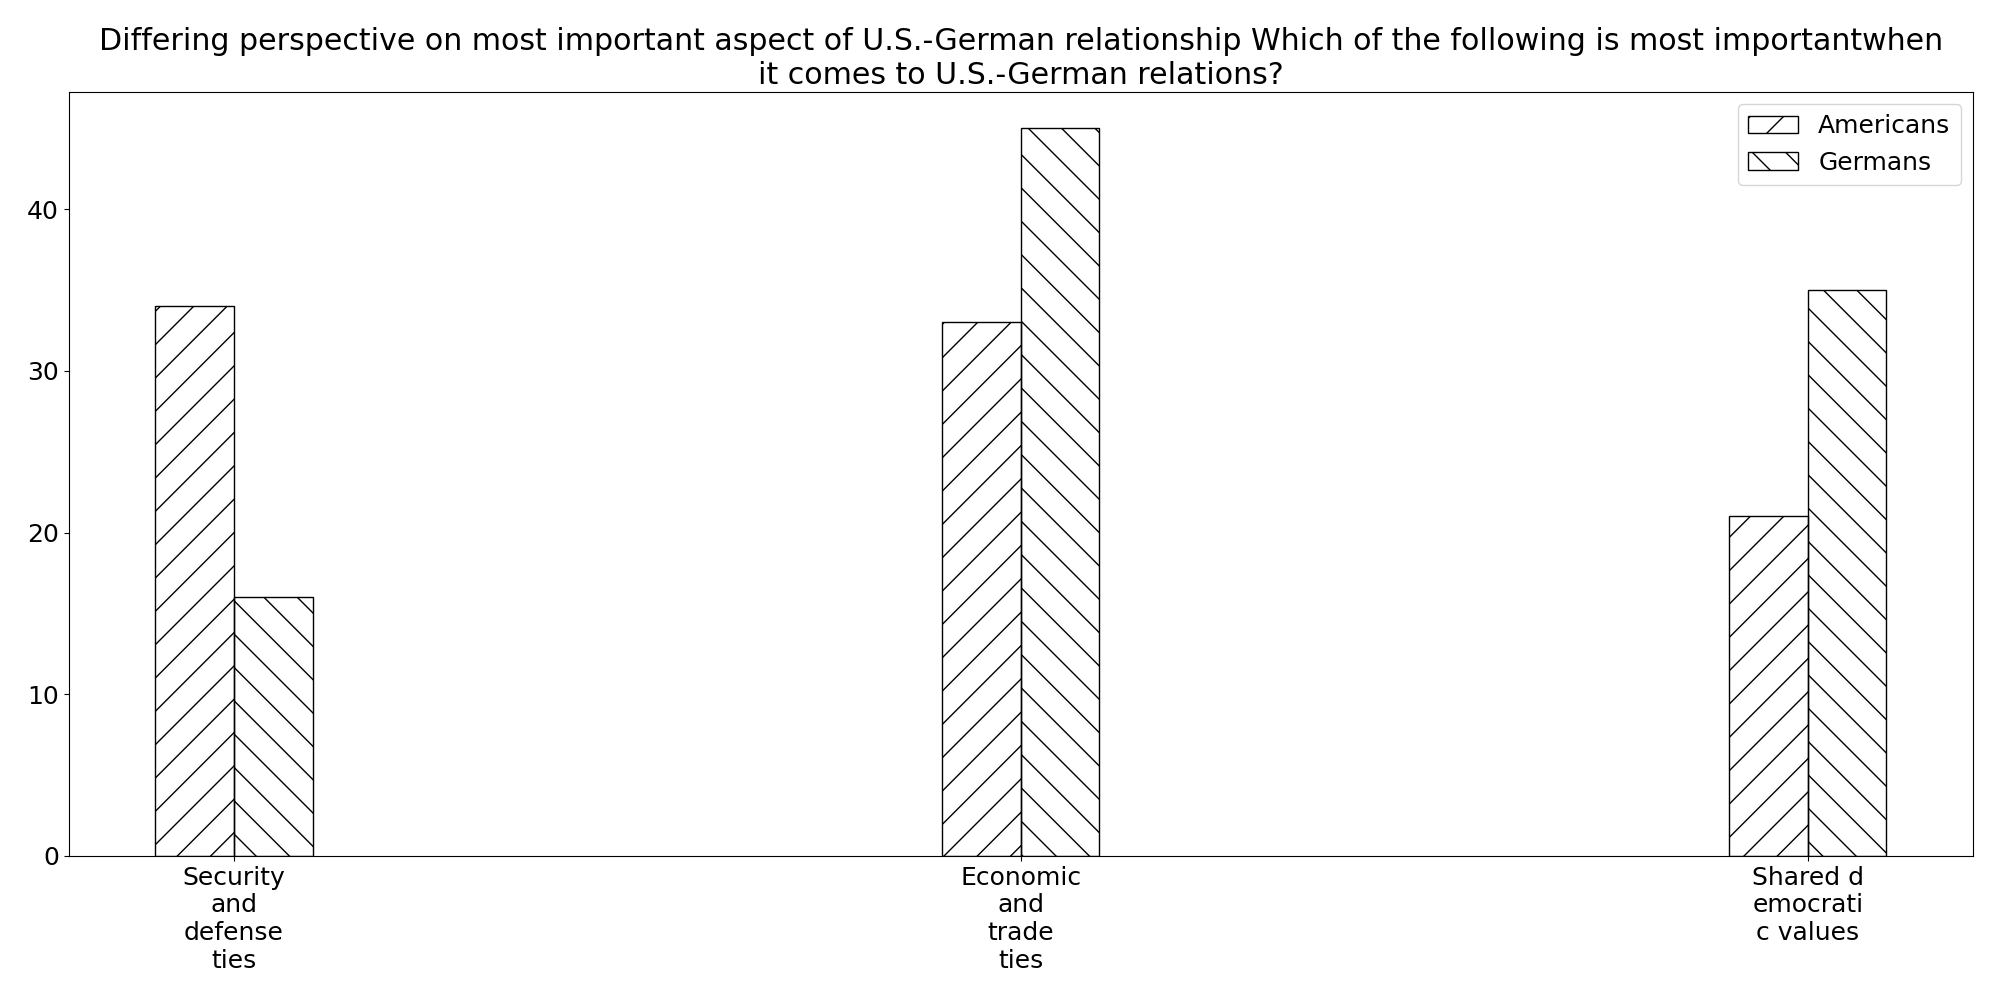 Differing perspective on most important aspect of U.S.-German relationship Which of the following is most importantwhen
it comes to U.S.-German relations?
Americans
Germans
40
30
20
10
0
Security
and
defense
ties
Economic
and
trade
ties
Shared d
emocrati
c values